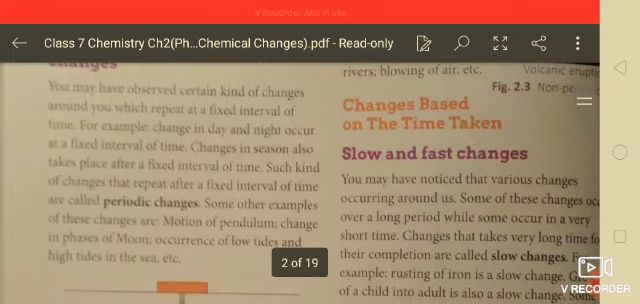 V Recorder" Mic in use
Class 7 Chemistry Ch2(Ph...Chemical Changes).pdf - Read-only
changes
You may have observed certain kind of changes
around you which repeat at a fixed interval of
time. For example: change in day and night occur
at a fixed interval of time. Changes in season also
takes place after a fixed interval of time. Such kind
of changes that repeat after a fixed interval of time
are called periodic changes. Some other examples
of these changes are: Motion of pendulum; change
in phases of Moon; occurrence of low tides and
high tides in the sea, etc.
2 of 19
rivers; blowing of air, etc.
Volcanic erupti
Fig. 2.3 Non-pe
Changes Based
on The Time Taken
Slow and fast changes
You may have noticed that various changes
occurring around us. Some of these changes occ
over a long period while some occur in a very
short time. Changes that takes very long time fo
their completion are called slow changes. F
example: rusting of iron is a slow change. G
of a child into adult is also a slow change. Some
V RECORDER